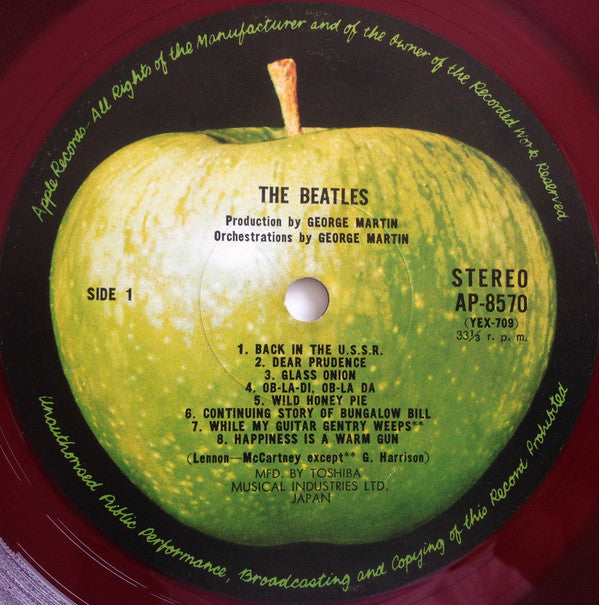 Apple Records - All Rights of the Manufacturer and of the Owner of the Recorded Work Reserved
THE BEATLES
Production by GEORGE MARTIN
Orchestrations by GEORGE MARTIN
SIDE 1
STEREO
AP-8570
(YEX-709)
33⅓ r. p. m.
1. BACK IN THE U.S.S.R.
2. DEAR PRUDENCE
3. GLASS ONION
4. OB-LA-DI, OB-LA DA
5. WILD HONEY PIE
6. CONTINUING STORY OF BUNGALOW BILL
7. WHILE MY GUITAR GENTRY WEEPS**
8. HAPPINESS IS A WARM GUN
(Lennon—McCartney except** G. Harrison)
MFD. BY TOSHIBA
MUSICAL INDUSTRIES LTD.
JAPAN
Unauthorised Public Performance, Broadcasting and Copying of this Record Prohibited